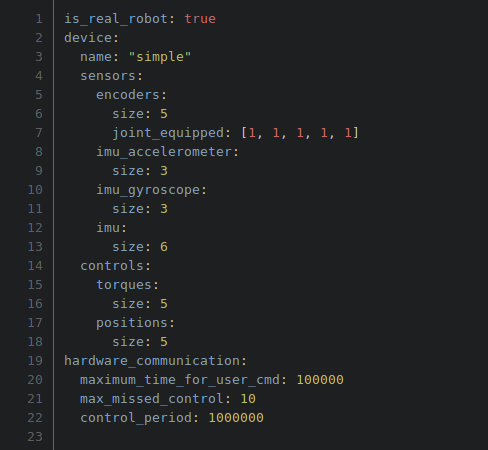 1 is_real_robot: true
2 device:
3   name: "simple"
4   sensors:
5     encoders:
6       size: 5
7       joint_equipped: [1, 1, 1, 1, 1]
8     imu_accelerometer:
9       size: 3
10     imu_gyroscope:
11       size: 3
12     imu:
13       size: 6
14   controls:
15     torques:
16       size: 5
17     positions:
18       size: 5
19 hardware_communication:
20   maximum_time_for_user_cmd: 100000
21   max_missed_control: 10
22   control_period: 1000000
23